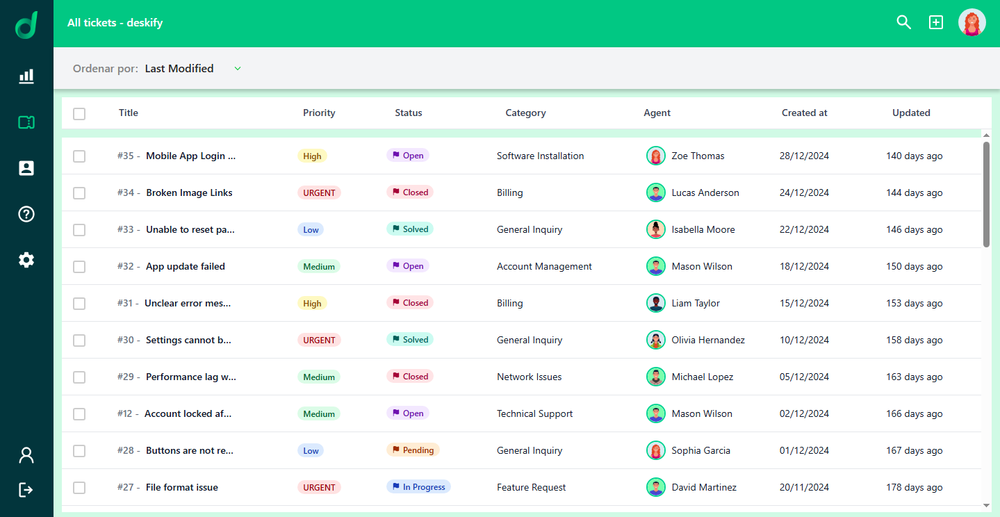 All tickets - deskify
Ordenar por: Last Modified
Title Priority Status Category Agent Created at Updated
#35 - Mobile App Login ... High Open Software Installation Zoe Thomas 28/12/2024 140 days ago
#34 - Broken Image Links URGENT Closed Billing Lucas Anderson 24/12/2024 144 days ago
#33 - Unable to reset pa... Low Solved General Inquiry Isabella Moore 22/12/2024 146 days ago
#32 - App update failed Medium Open Account Management Mason Wilson 18/12/2024 150 days ago
#31 - Unclear error mes... High Closed Billing Liam Taylor 15/12/2024 153 days ago
#30 - Settings cannot b... URGENT Solved General Inquiry Olivia Hernandez 10/12/2024 158 days ago
#29 - Performance lag w... Medium Closed Network Issues Michael Lopez 05/12/2024 163 days ago
#12 - Account locked af... Medium Open Technical Support Mason Wilson 02/12/2024 166 days ago
#28 - Buttons are not re... Low Pending General Inquiry Sophia Garcia 01/12/2024 167 days ago
#27 - File format issue URGENT In Progress Feature Request David Martinez 20/11/2024 178 days ago